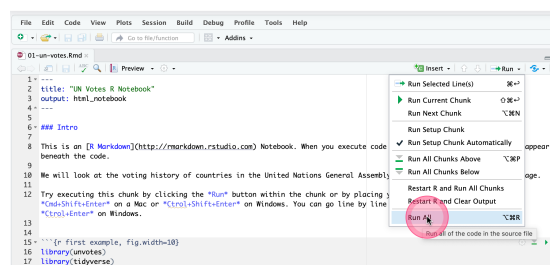 File Edit Code View Plots Session Build Debug Profile Tools Help
Go to file/function Addins
01-un-votes.Rmd
ABC Preview Insert Run
1 ---
2 title: "UN Votes R Notebook"
3 output: html_notebook
4 ---
5
6 ### Intro
7
8 This is an [R Markdown](http://rmarkdown.rstudio.com) Notebook. When you execute code appear
beneath the code.
9
10 We will look at the voting history of countries in the United Nations General Assembly age.
11
12 Try executing this chunk by clicking the *Run* button within the chunk or by placing
*Cmd+Shift+Enter* on a Mac or *Ctrol+Shift+Enter* on Windows. You can go line by line
*Ctrol+Enter* on Windows.
13
14
15 ```{r first example, fig.width=10}
16 library(unvotes)
17 library(tidyverse)
Run Selected Line(s) ⌘↩
Run Current Chunk ⇧⌘↩
Run Next Chunk ⌥⌘N
Run Setup Chunk
✓ Run Setup Chunk Automatically
Run All Chunks Above ⌥⌘P
Run All Chunks Below
Restart R and Run All Chunks
Restart R and Clear Output
Run All ⌥⌘R
Run all of the code in the source file